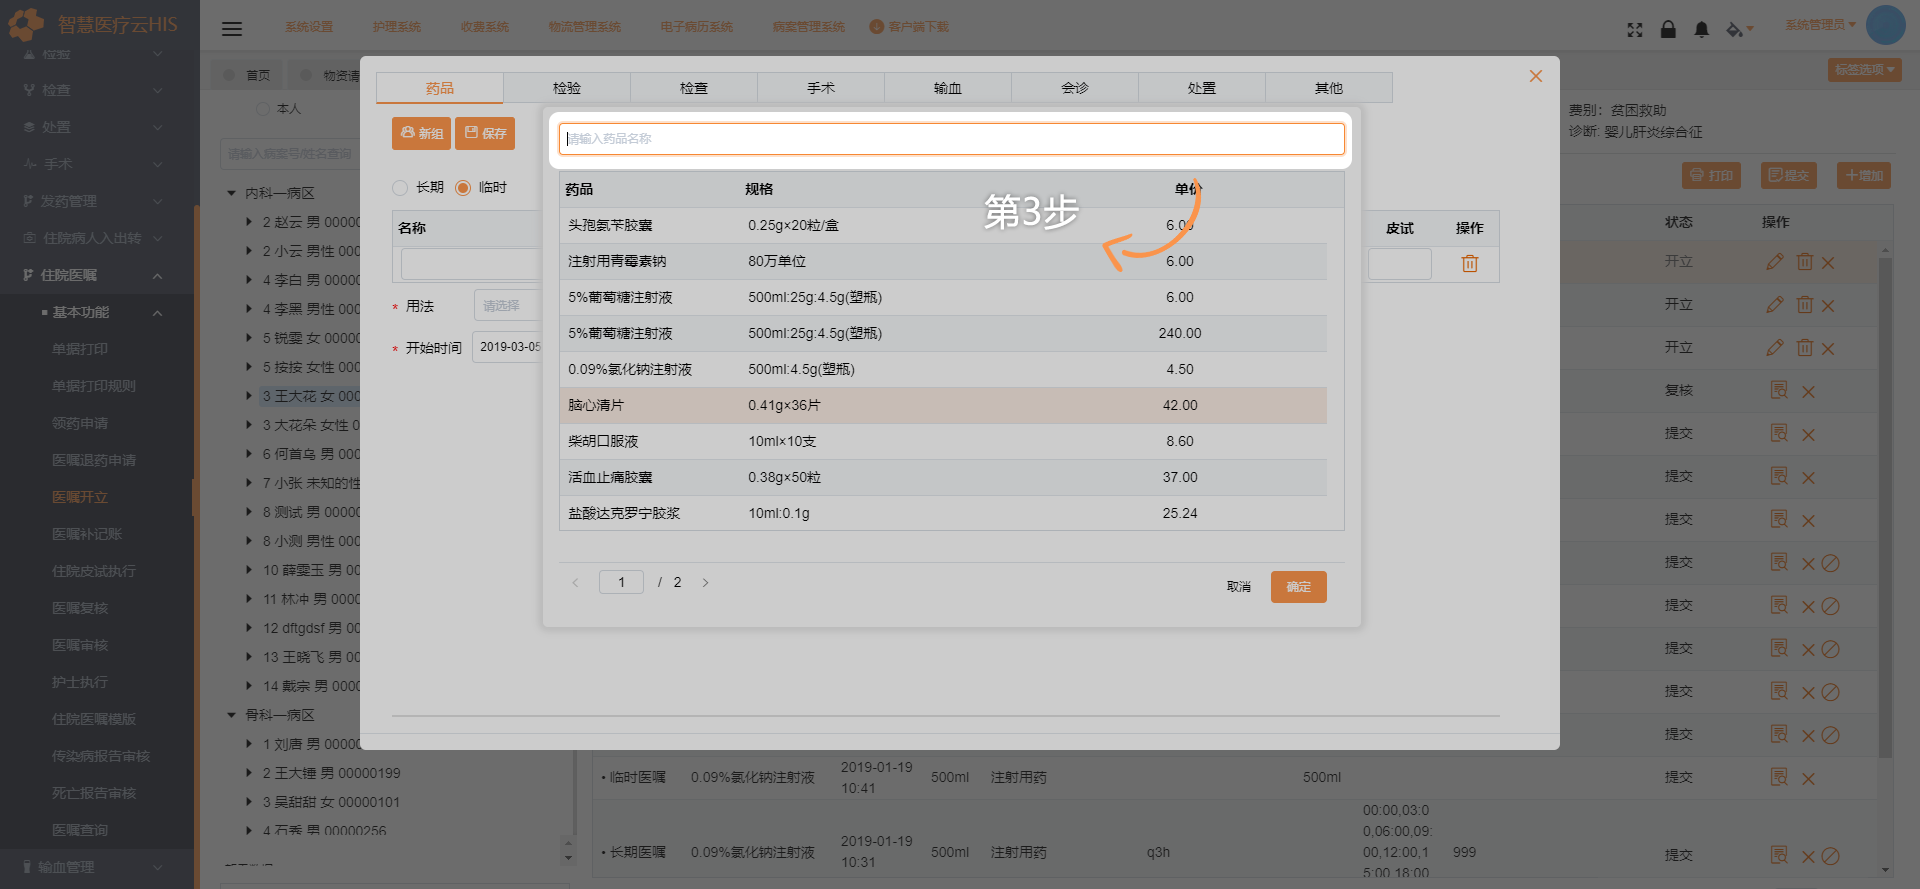 智慧医疗云HIS
系统设置 护理系统 收费系统 物流管理系统 电子病历系统 病案管理系统 客户端下载
系统管理员
首页 物资请
标签选项
检验
检查
处置
手术
发药管理
住院病人入出转
住院医嘱
基本功能
单据打印
单据打印规则
领药申请
医嘱退药申请
医嘱开立
医嘱补记账
住院皮试执行
医嘱复核
医嘱审核
护士执行
住院医嘱模版
传染病报告审核
死亡报告审核
医嘱查询
输血管理
本人
请输入病案号/姓名查询
内科一病区
2 赵云 男 00000
2 小云 男性 000
4 李白 男 00000
4 李黑 男性 000
5 锐雯 女 00000
5 按按 女性 000
3 王大花 女 000
3 大花朵 女性 0
6 何首乌 男 000
7 小张 未知的性
8 测试 男 00000
8 小测 男性 000
10 薛雯玉 男 00
11 林冲 男 0000
12 dftgdsf 男 00
13 王晓飞 男 00
14 戴宗 男 0000
骨科一病区
1 刘唐 男 00000
2 王大锤 男 00000199
3 吴甜甜 女 00000101
4 石秀 男 00000256
药品 检验 检查 手术 输血 会诊 处置 其他
新组 保存
长期 临时
名称 皮试 操作
* 用法 请选择
* 开始时间 2019-03-05
请输入药品名称
药品 规格 单价
头孢氨苄胶囊 0.25g×20粒/盒 6.00
注射用青霉素钠 80万单位 6.00
5%葡萄糖注射液 500ml:25g:4.5g(塑瓶) 6.00
5%葡萄糖注射液 500ml:25g:4.5g(塑瓶) 240.00
0.09%氯化钠注射液 500ml:4.5g(塑瓶) 4.50
脑心清片 0.41g×36片 42.00
柴胡口服液 10ml×10支 8.60
活血止痛胶囊 0.38g×50粒 37.00
盐酸达克罗宁胶浆 10ml:0.1g 25.24
1 / 2
取消 确定
第3步
费别: 贫困救助
诊断: 婴儿肝炎综合征
打印 提交 增加
状态 操作
开立
开立
开立
复核
提交
提交
提交
提交
提交
提交
提交
提交
临时医嘱 0.09%氯化钠注射液 2019-01-19 10:41 500ml 注射用药 500ml 提交
长期医嘱 0.09%氯化钠注射液 2019-01-19 10:31 500ml 注射用药 q3h 00:00,03:00,06:00,09:00,12:00,15:00,18:00 999 提交